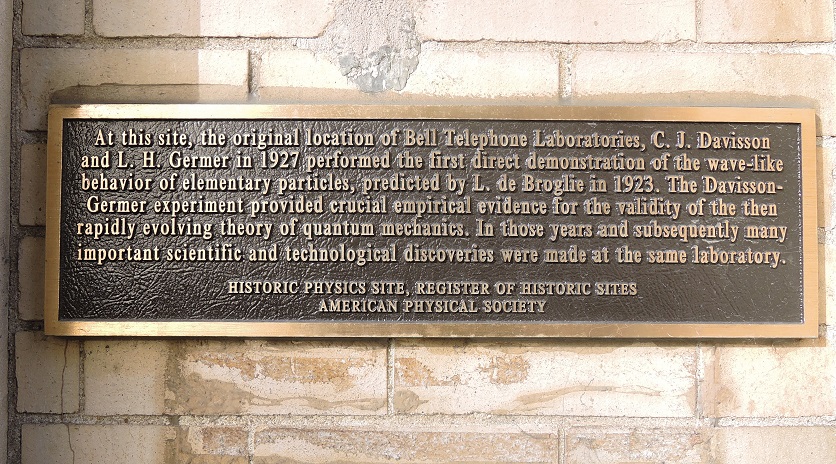 At this site, the original location of Bell Telephone Laboratories, C. J. Davisson
and L. H. Germer in 1927 performed the first direct demonstration of the wave-like
behavior of elementary particles, predicted by L. de Broglie in 1923. The Davisson-
Germer experiment provided crucial empirical evidence for the validity of the then
rapidly evolving theory of quantum mechanics. In those years and subsequently many
important scientific and technological discoveries were made at the same laboratory.
HISTORIC PHYSICS SITE, REGISTER OF HISTORIC SITES
AMERICAN PHYSICAL SOCIETY